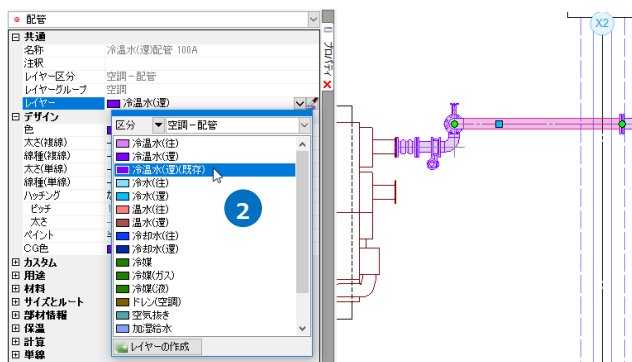 配管
共通
名称 冷温水(還)配管 100A
注釈
レイヤー区分 空調－配管
レイヤーグループ 空調
レイヤー 冷温水(還)
デザイン
色
太さ(複線)
線種(複線)
太さ(単線)
線種(単線)
ハッチング
ピッチ
太さ
ペイント
CG色
カスタム
用途
材料
サイズとルート
部材情報
保温
計算
単線
プロパティ
区分 空調－配管
冷温水(往)
冷温水(還)
冷温水(還)(既存)
冷水(往)
冷水(還)
温水(往)
温水(還)
冷却水(往)
冷却水(還)
冷媒
冷媒(ガス)
冷媒(液)
ドレン(空調)
空気抜き
加湿給水
レイヤーの作成
2
X2